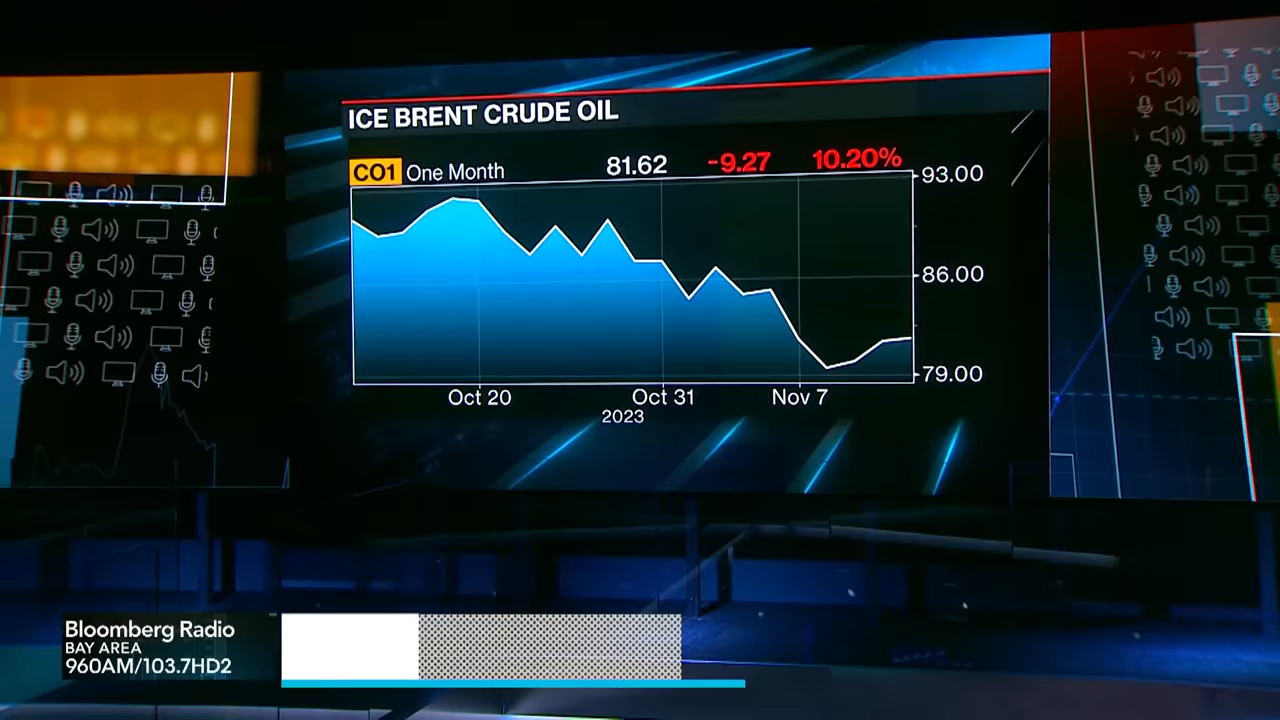 ICE BRENT CRUDE OIL
CO1 One Month 81.62 -9.27 10.20%
93.00
86.00
79.00
Oct 20 Oct 31 Nov 7
2023
Bloomberg Radio
BAY AREA
960AM/103.7HD2